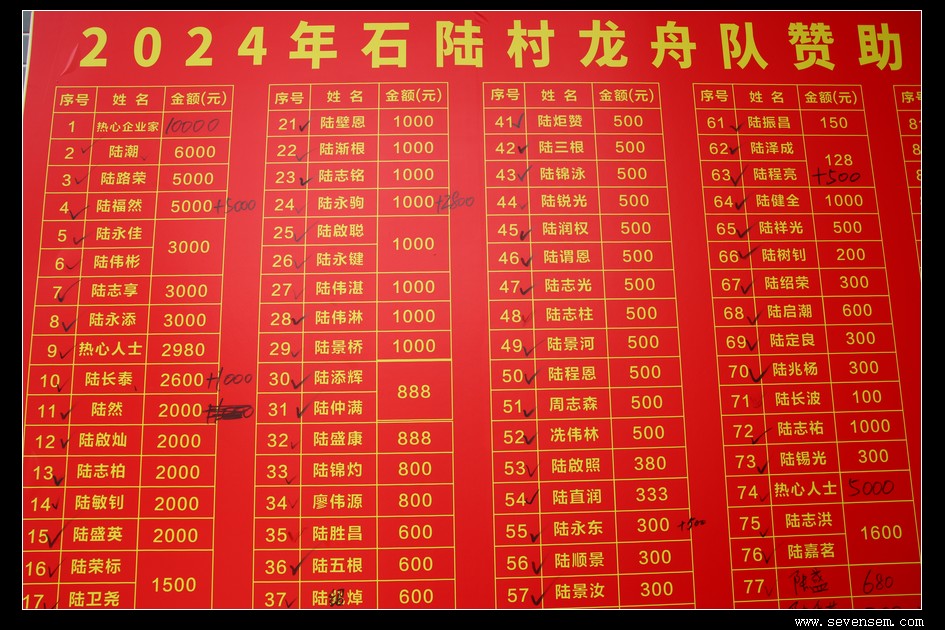 2024年石陆村龙舟队赞助
序号 姓名 金额(元)
1 热心企业家 10000
2 陆潮 6000
3 陆路荣 5000
4 陆福然 5000+5000
5 陆永佳 3000
6 陆伟彬
7 陆志享 3000
8 陆永添 3000
9 热心人士 2980
10 陆长泰 2600+1000
11 陆然 2000
12 陆啟灿 2000
13 陆志柏 2000
14 陆敏钊 2000
15 陆盛英 2000
16 陆荣标 1500
17 陆卫尧
序号 姓名 金额(元)
21 陆壁恩 1000
22 陆渐根 1000
23 陆志铭 1000
24 陆永驹 1000+2800
25 陆啟聪 1000
26 陆永键
27 陆伟湛 1000
28 陆伟淋 1000
29 陆景桥 1000
30 陆添辉 888
31 陆仲满
32 陆盛康 888
33 陆锦灼 800
34 廖伟源 800
35 陆胜昌 600
36 陆五根 600
37 陆 焯 600
序号 姓名 金额(元)
41 陆炬赞 500
42 陆三根 500
43 陆锦泳 500
44 陆锐光 500
45 陆润权 500
46 陆谓恩 500
47 陆志光 500
48 陆志柱 500
49 陆景河 500
50 陆程恩 500
51 周志森 500
52 冼伟林 500
53 陆啟照 380
54 陆直润 333
55 陆永东 300+500
56 陆顺景 300
57 陆景汝 300
序号 姓名 金额(元)
61 陆振昌 150
62 陆泽成 128
63 陆程亮 +500
64 陆健全 1000
65 陆祥光 500
66 陆树钊 200
67 陆绍荣 300
68 陆启潮 600
69 陆定良 300
70 陆兆杨 300
71 陆长波 100
72 陆志祐 1000
73 陆锡光 300
74 热心人士 5000
75 陆志洪 1600
76 陆嘉茗
77 陆 680
序号
www.sevensem.com